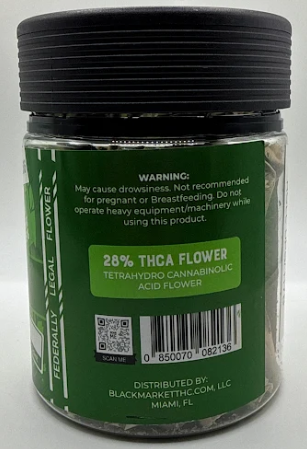 WARNING:
May cause drowsiness. Not recommended
for pregnant or Breastfeeding. Do not
operate heavy equipment/machinery while
using this product.
28% THCA FLOWER
TETRAHYDRO CANNABINOLIC
ACID FLOWER
SCAN ME
0 850070 082136
DISTRIBUTED BY:
BLACKMARKETTHC.COM, LLC
MIAMI, FL
FEDERALLY LEGAL FLOWER